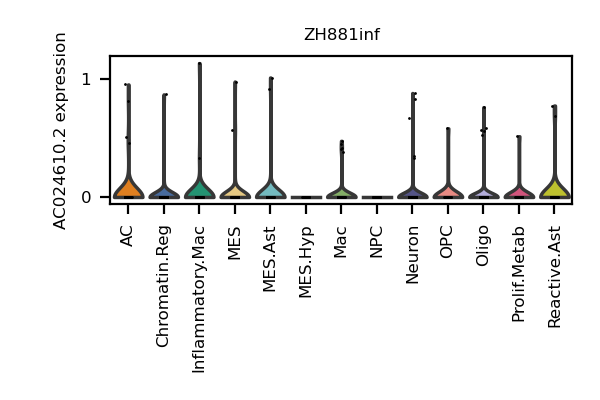 ZH881inf
AC024610.2 expression
1
0
AC
Chromatin.Reg
Inflammatory.Mac
MES
MES.Ast
MES.Hyp
Mac
NPC
Neuron
OPC
Oligo
Prolif.Metab
Reactive.Ast